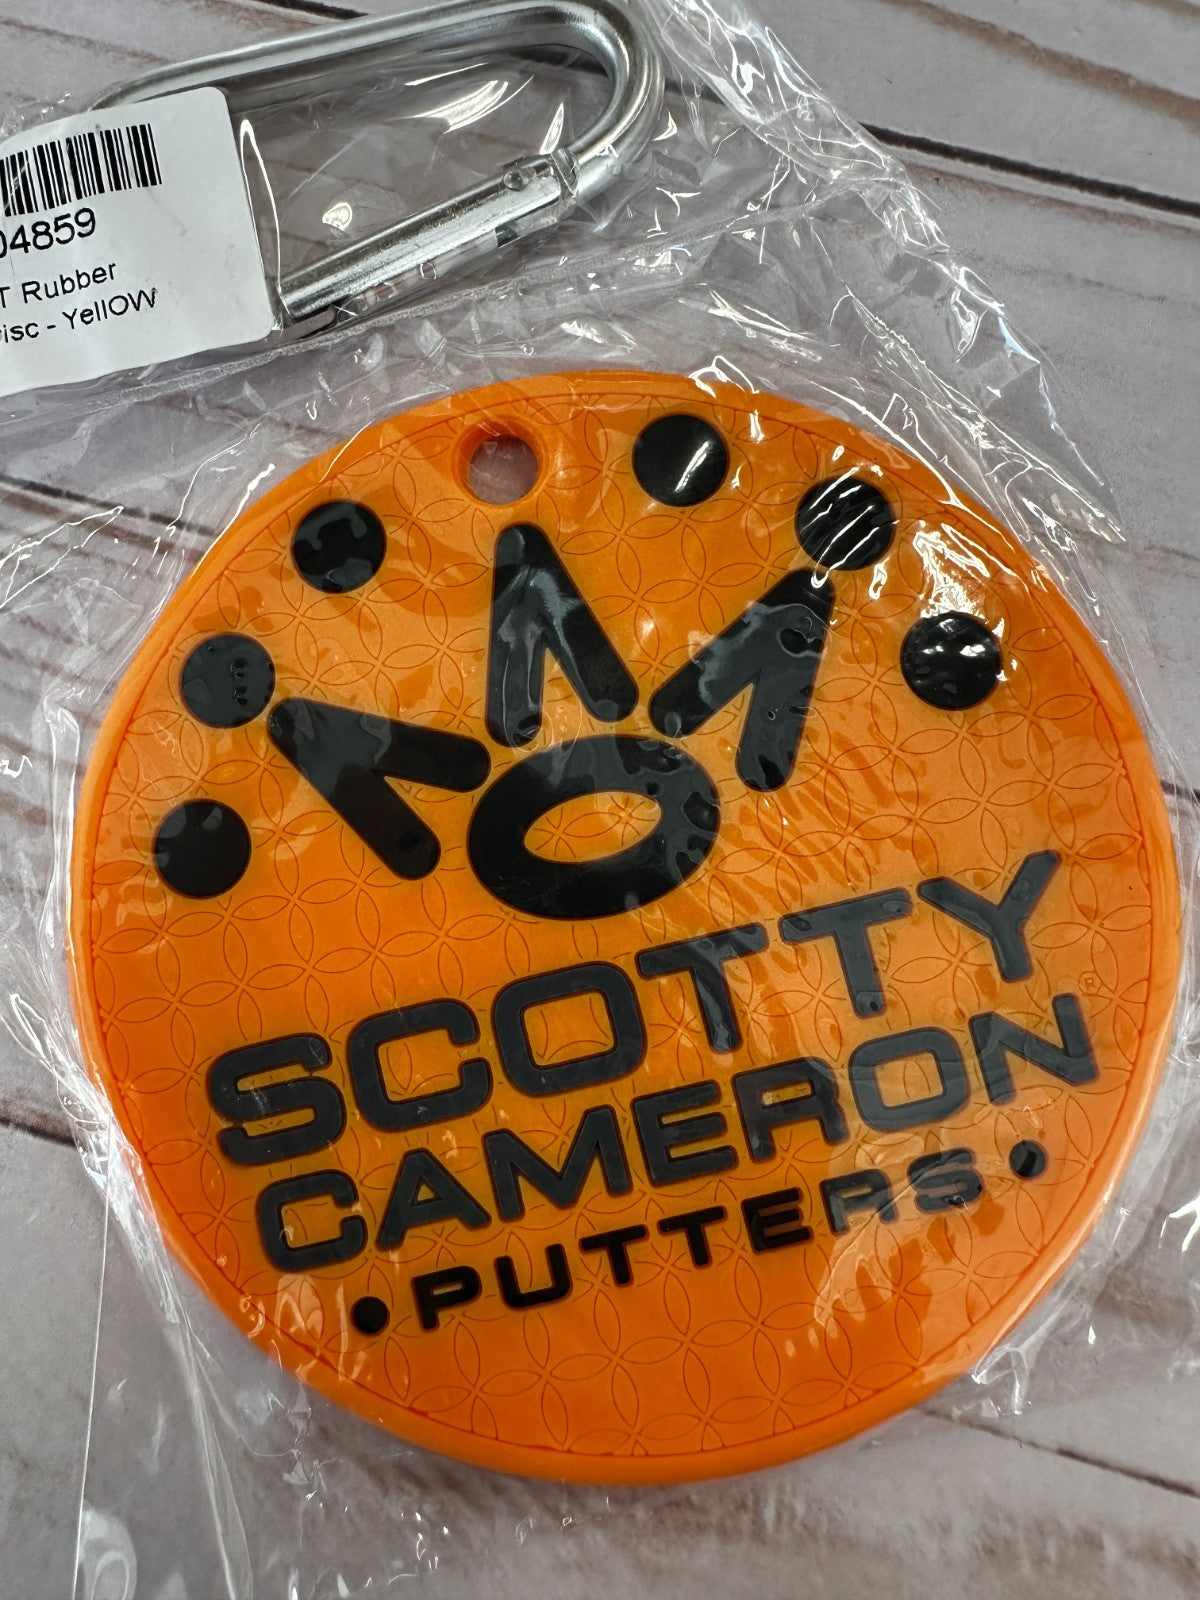 04859
T Rubber
isc - YellOW
SCOTTY
®
CAMERON
• PUTTERS •